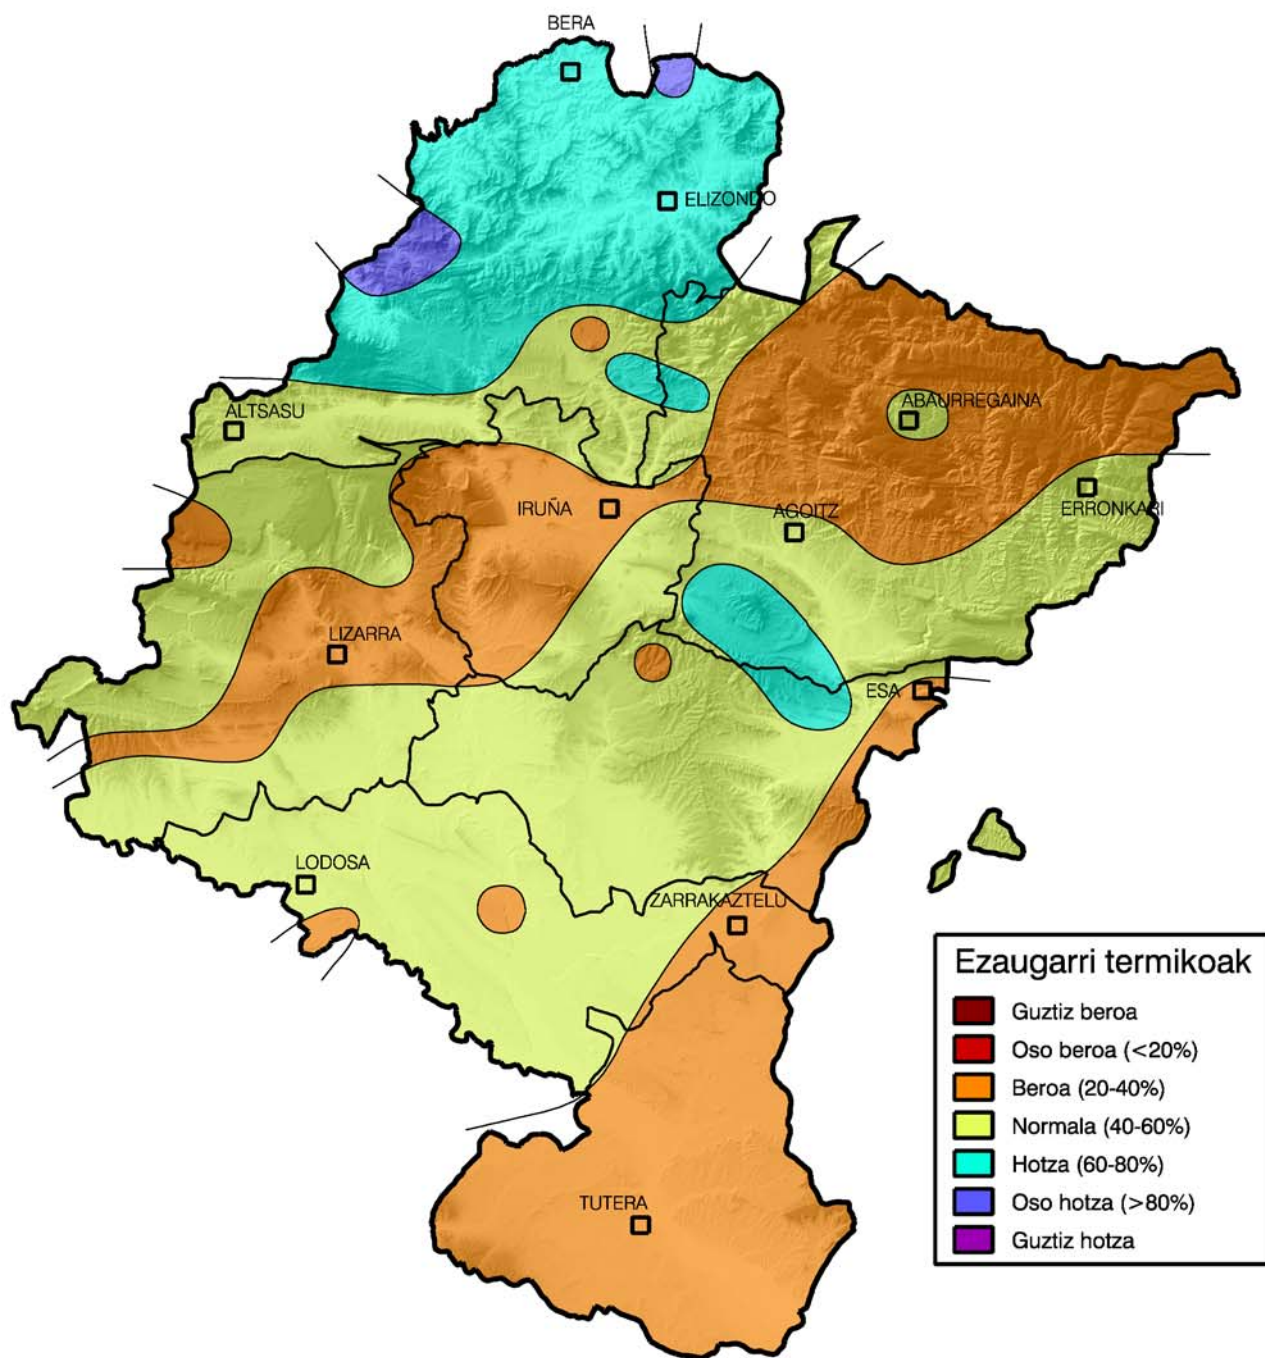 BERA
ELIZONDO
ALTSASU
ABAURREGAINA
IRUÑA
AGOITZ
ERRONKARI
LIZARRA
ESA
LODOSA
ZARRAKAZTELU
TUTERA
Ezaugarri termikoak
Guztiz beroa
Oso beroa (<20%)
Beroa (20-40%)
Normala (40-60%)
Hotza (60-80%)
Oso hotza (>80%)
Guztiz hotza